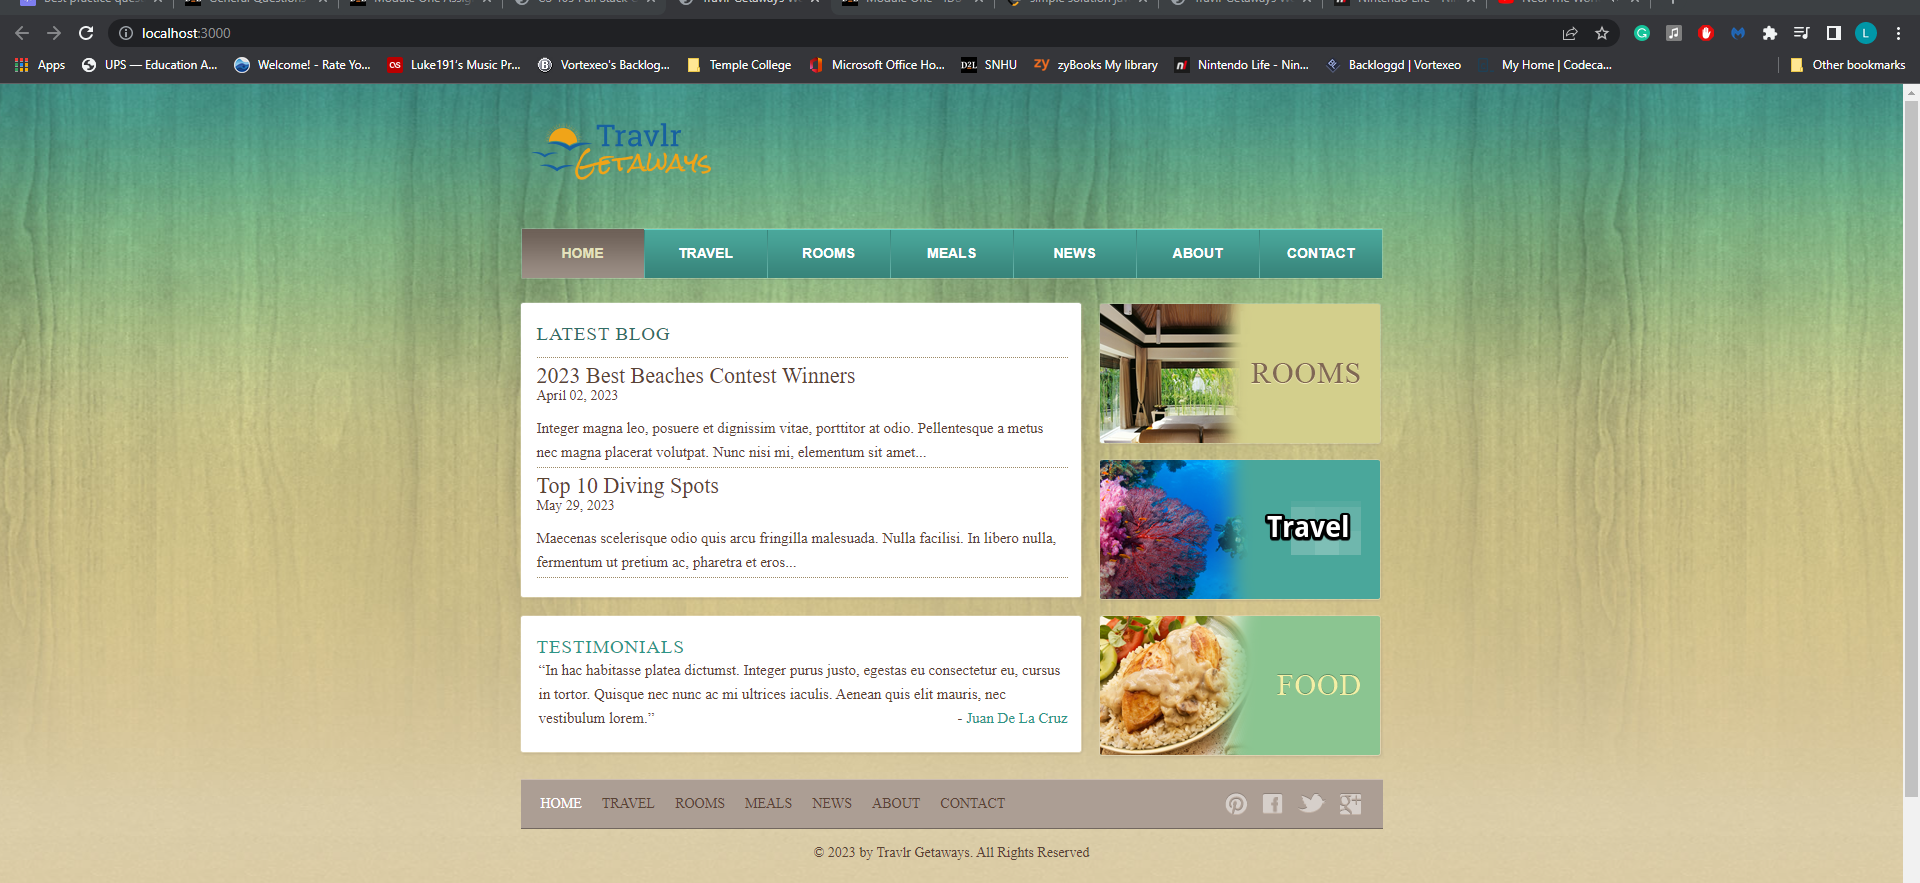 localhost:3000
Apps
UPS — Education A...
Welcome! - Rate Yo...
Luke191's Music Pr...
Vortexeo's Backlog...
Temple College
Microsoft Office Ho...
D2L
SNHU
zy
zyBooks My library
Nintendo Life - Nin...
Backloggd | Vortexeo
My Home | Codeca...
Other bookmarks
L
Travlr
Getaways
HOME
TRAVEL
ROOMS
MEALS
NEWS
ABOUT
CONTACT
LATEST BLOG
2023 Best Beaches Contest Winners
April 02, 2023
Integer magna leo, posuere et dignissim vitae, porttitor at odio. Pellentesque a metus
nec magna placerat volutpat. Nunc nisi mi, elementum sit amet...
Top 10 Diving Spots
May 29, 2023
Maecenas scelerisque odio quis arcu fringilla malesuada. Nulla facilisi. In libero nulla,
fermentum ut pretium ac, pharetra et eros...
ROOMS
Travel
FOOD
TESTIMONIALS
“In hac habitasse platea dictumst. Integer purus justo, egestas eu consectetur eu, cursus
in tortor. Quisque nec nunc ac mi ultrices iaculis. Aenean quis elit mauris, nec
vestibulum lorem.”
- Juan De La Cruz
HOME
TRAVEL
ROOMS
MEALS
NEWS
ABOUT
CONTACT
© 2023 by Travlr Getaways. All Rights Reserved